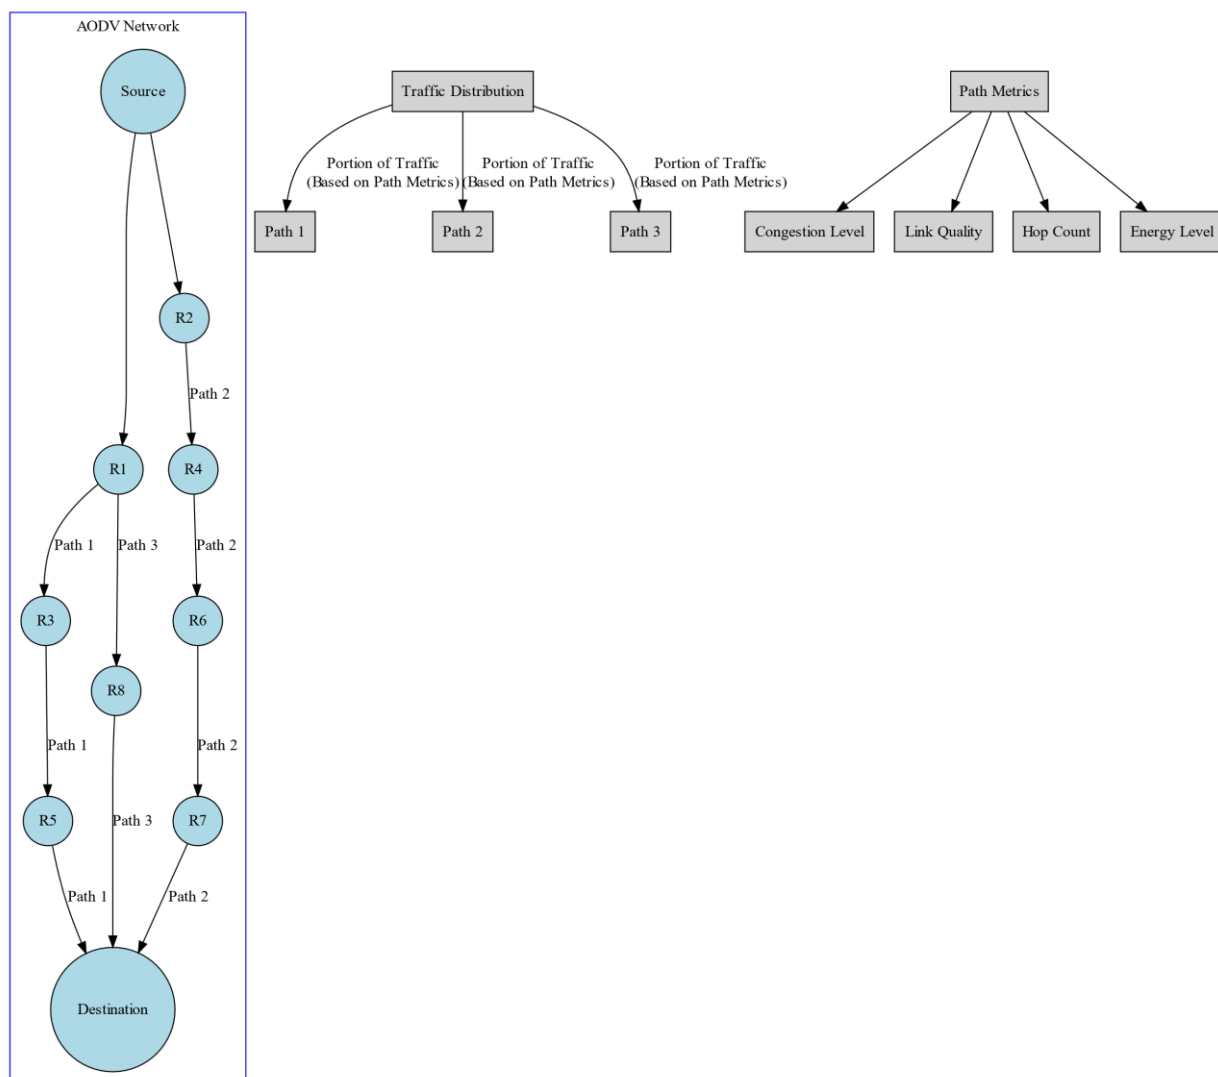 AODV Network
Source
R2
Path 2
R1
R4
Path 1
Path 3
Path 2
R3
R6
R8
Path 1
Path 2
R5
Path 3
R7
Path 1
Path 2
Destination
Traffic Distribution
Portion of Traffic
(Based on Path Metrics)
Portion of Traffic
(Based on Path Metrics)
Portion of Traffic
(Based on Path Metrics)
Path 1
Path 2
Path 3
Path Metrics
Congestion Level
Link Quality
Hop Count
Energy Level